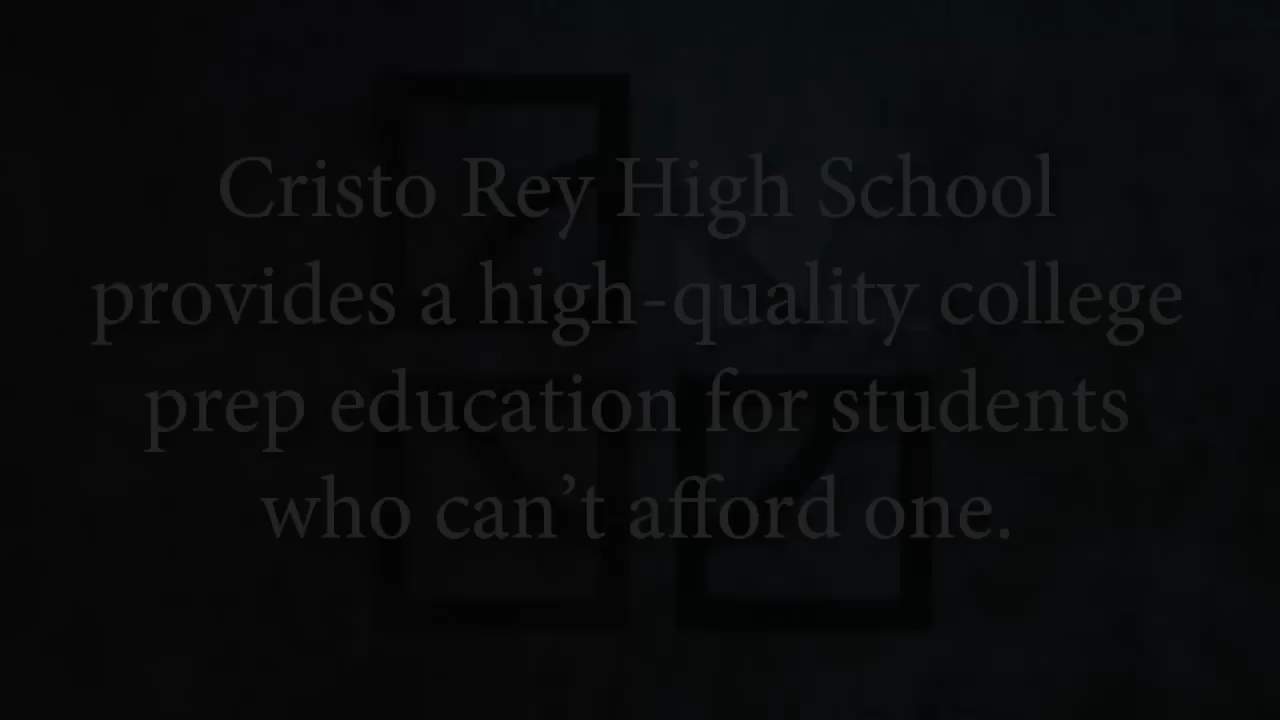 Cristo Rey High School
provides a high-quality college
prep education for students
who can’t afford one.